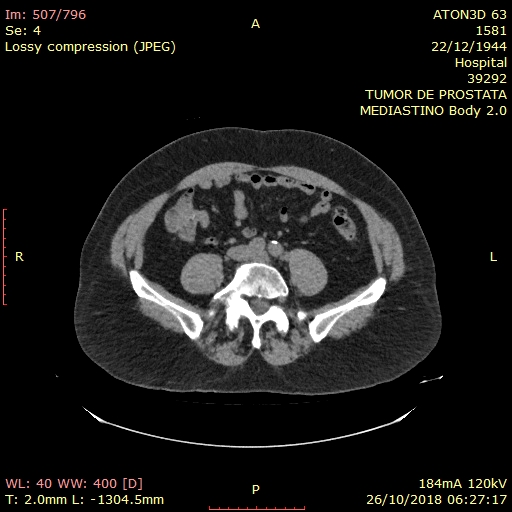 Im: 507/796
Se: 4
Lossy compression (JPEG)
A
ATON3D 63
1581
22/12/1944
Hospital
39292
TUMOR DE PROSTATA
MEDIASTINO Body 2.0
R
L
WL: 40 WW: 400 [D]
T: 2.0mm L: -1304.5mm
P
184mA 120kV
26/10/2018 06:27:17